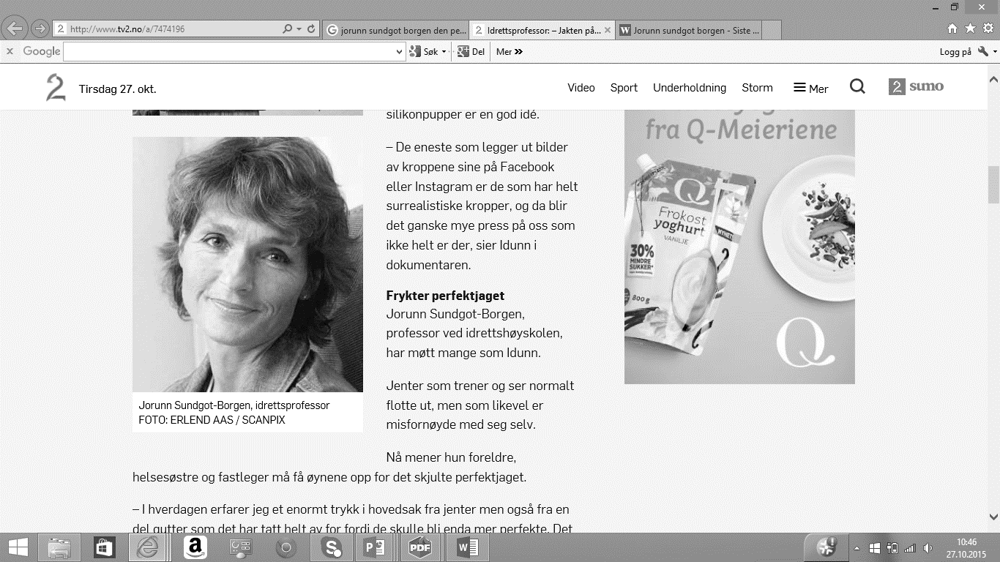 http://www.tv2.no/a/7474196
jorunn sundgot borgen den pe...
2 Idrettsprofessor: – Jakten på...
W Jorunn sundgot borgen - Siste ...
x Google
Søk
Del
Mer
Logg på
2 Tirsdag 27. okt.
Video Sport Underholdning Storm Mer
2 sumo
silikonpupper er en god idé.
– De eneste som legger ut bilder
av kroppene sine på Facebook
eller Instagram er de som har helt
surrealistiske kropper, og da blir
det ganske mye press på oss som
ikke helt er der, sier Idunn i
dokumentaren.
Frykter perfektjaget
Jorunn Sundgot-Borgen,
professor ved idrettshøyskolen,
har møtt mange som Idunn.
Jenter som trener og ser normalt
flotte ut, men som likevel er
misfornøyde med seg selv.
Nå mener hun foreldre,
helsesøstre og fastleger må få øynene opp for det skjulte perfektjaget.
– I hverdagen erfarer jeg et enormt trykk i hovedsak fra jenter men også fra en
del gutter som det har tatt helt av for fordi de skulle bli enda mer perfekte. Det
Jorunn Sundgot-Borgen, idrettsprofessor
FOTO: ERLEND AAS / SCANPIX
fra Q-Meieriene
Q
Frokost
yoghurt
VANILJE
NYHET
30%
MINDRE
SUKKER*
800 g
Q
PDF
10:46
27.10.2015